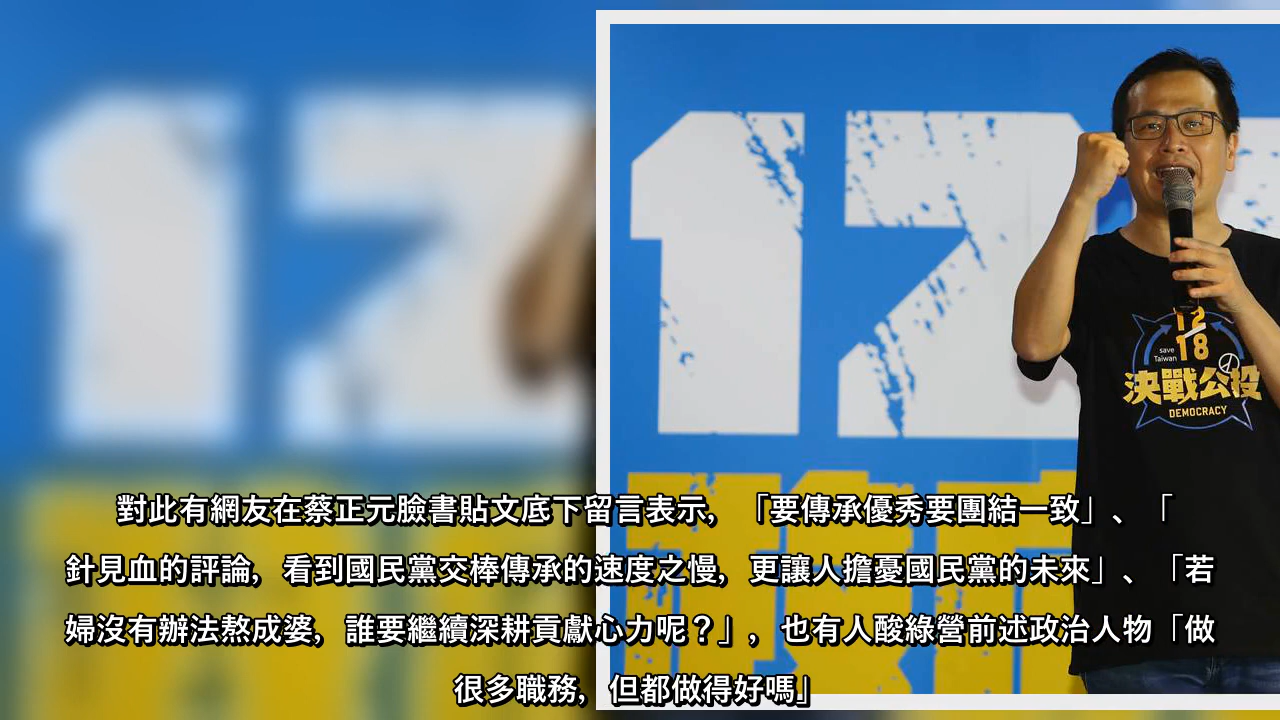 12
12
18
save
Taiwan
決戰公投
DEMOCRACY
對此有網友在蔡正元臉書貼文底下留言表示，「要傳承優秀要團結一致」、「
針見血的評論，看到國民黨交棒傳承的速度之慢，更讓人擔憂國民黨的未來」、「若
婦沒有辦法熬成婆，誰要繼續深耕貢獻心力呢？」，也有人酸綠營前述政治人物「做
很多職務，但都做得好嗎」